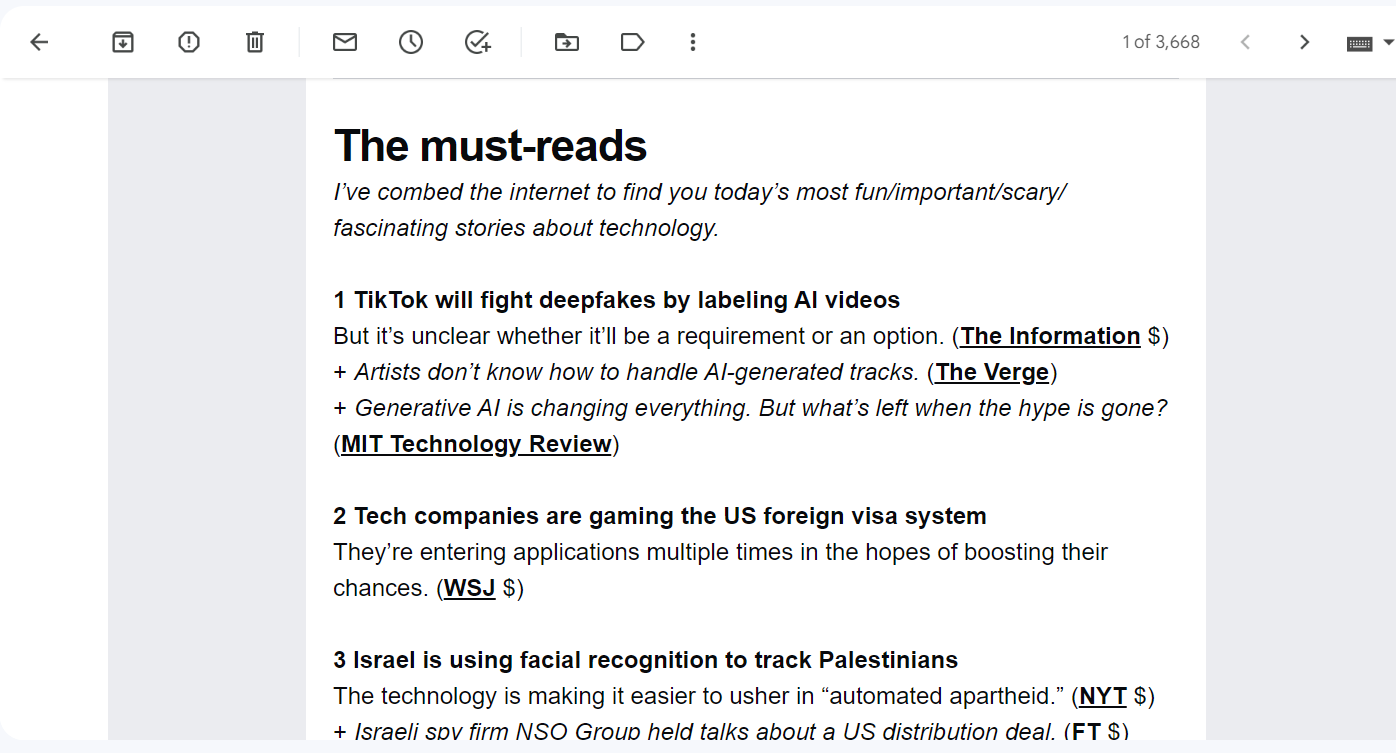 1 of 3,668
The must-reads
I’ve combed the internet to find you today’s most fun/important/scary/
fascinating stories about technology.
1 TikTok will fight deepfakes by labeling AI videos
But it’s unclear whether it’ll be a requirement or an option. (The Information $)
+ Artists don’t know how to handle AI-generated tracks. (The Verge)
+ Generative AI is changing everything. But what’s left when the hype is gone?
(MIT Technology Review)
2 Tech companies are gaming the US foreign visa system
They’re entering applications multiple times in the hopes of boosting their
chances. (WSJ $)
3 Israel is using facial recognition to track Palestinians
The technology is making it easier to usher in “automated apartheid.” (NYT $)
+ Israeli spy firm NSO Group held talks about a US distribution deal. (FT $)